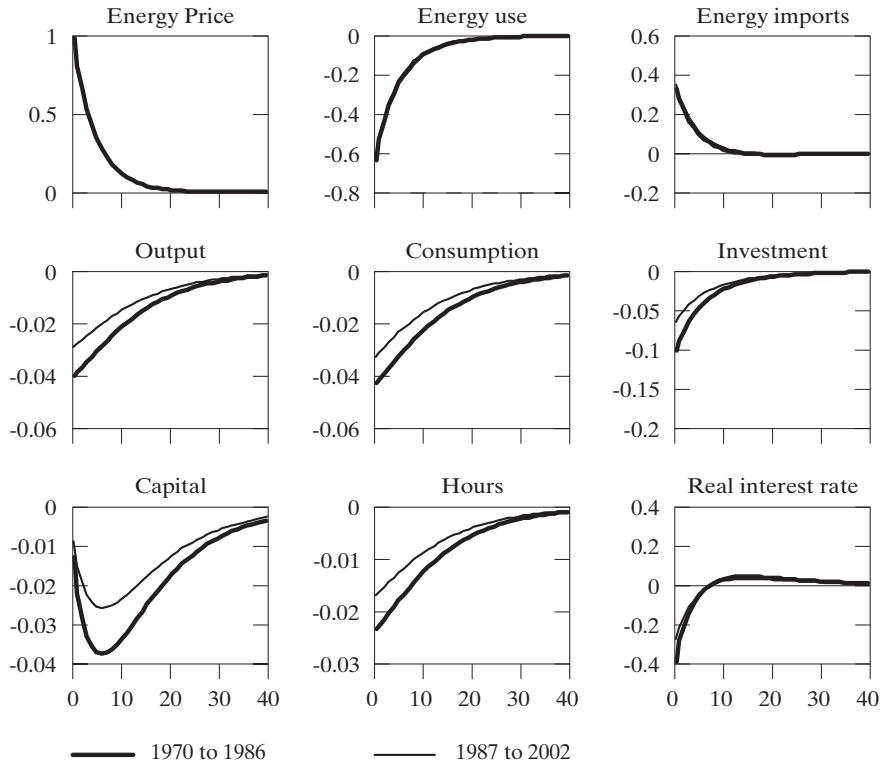 Energy Price
Energy use
Energy imports
1
0.5
0
0
-0.2
-0.4
-0.6
-0.8
0.6
0.4
0.2
0
-0.2
Output
Consumption
Investment
0
-0.02
-0.04
-0.06
0
-0.02
-0.04
-0.06
0
-0.05
-0.1
-0.15
-0.2
Capital
Hours
Real interest rate
0
-0.01
-0.02
-0.03
-0.04
0
-0.01
-0.02
-0.03
0.4
0.2
0
-0.2
-0.4
0 10 20 30 40
0 10 20 30 40
0 10 20 30 40
1970 to 1986
1987 to 2002